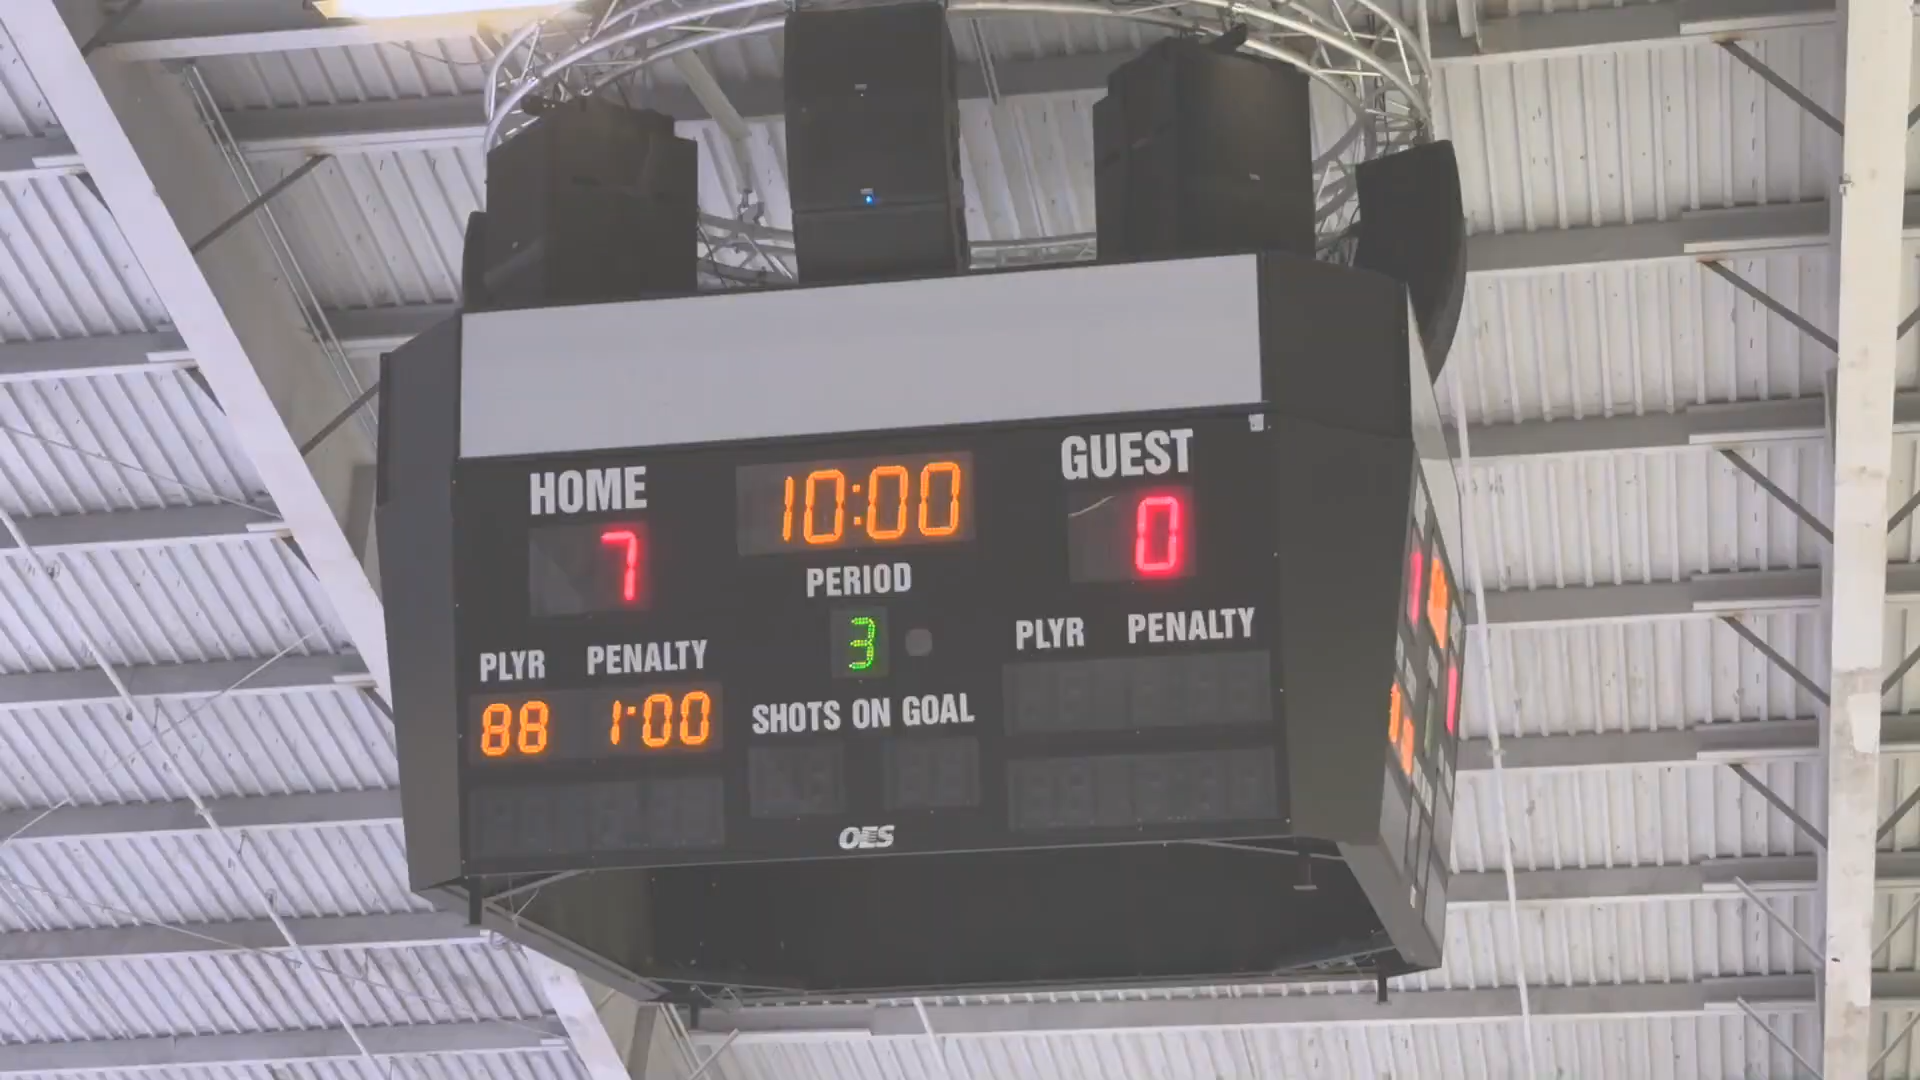 HOME
10:00
GUEST
7
0
PERIOD
3
PLYR PENALTY
PLYR PENALTY
88 1:00
SHOTS ON GOAL
OES